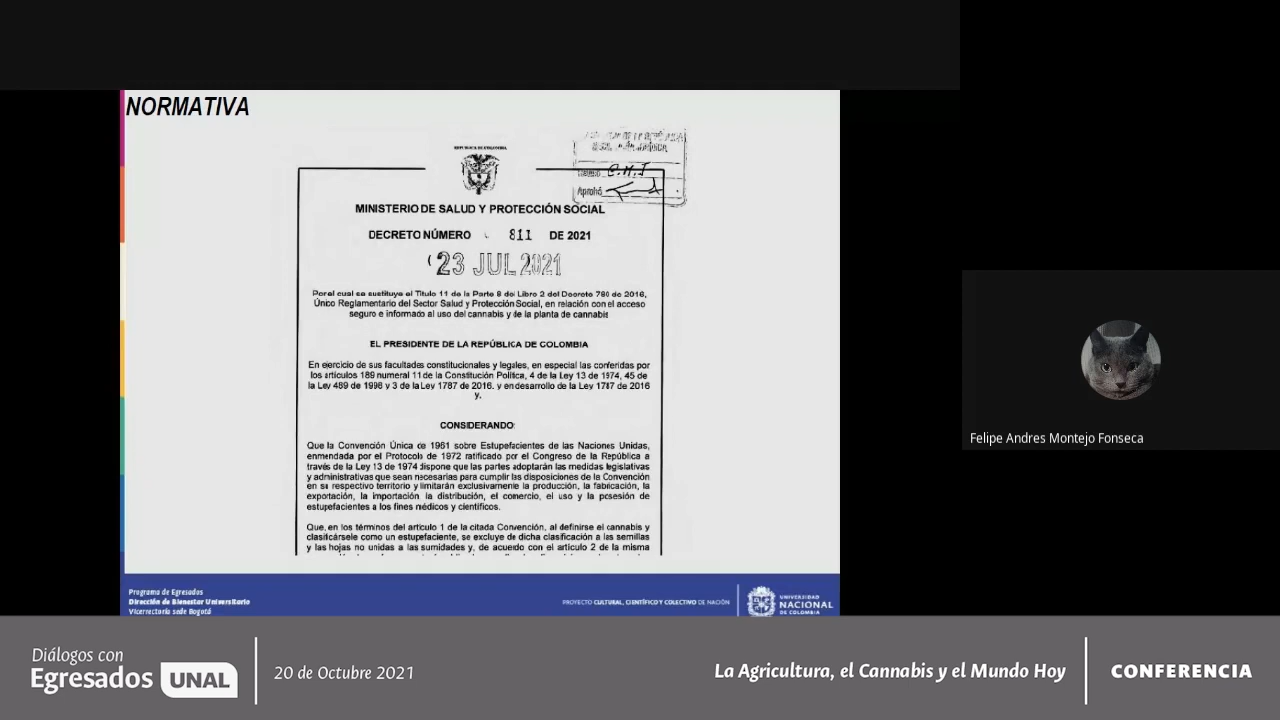 NORMATIVA
REPUBLICA DE COLOMBIA
Aprobó
MINISTERIO DE SALUD Y PROTECCIÓN SOCIAL
DECRETO NÚMERO 811 DE 2021
23 JUL 2021
Por el cual se sustituye el Titulo 11 de la Parte 8 del Libro 2 del Decreto 780 de 2016,
Único Reglamentario del Sector Salud y Protección Social, en relación con el acceso
seguro e informado al uso del cannabis y de la planta de cannabis
EL PRESIDENTE DE LA REPÚBLICA DE COLOMBIA
En ejercicio de sus facultades constitucionales y legales, en especial las conferidas por
los artículos 189 numeral 11 de la Constitución Política, 4 de la Ley 13 de 1974, 45 de
la Ley 489 de 1998 y 3 de la Ley 1787 de 2016, y en desarrollo de la Ley 1787 de 2016
y,
CONSIDERANDO:
Que la Convención Única de 1961 sobre Estupefacientes de las Naciones Unidas,
enmendada por el Protocolo de 1972 ratificado por el Congreso de la República a
través de la Ley 13 de 1974 dispone que las partes adoptarán las medidas legislativas
y administrativas que sean necesarias para cumplir las disposiciones de la Convención
en su respectivo territorio y limitarán exclusivamente la producción, la fabricación, la
exportación, la importación, la distribución, el comercio, el uso y la posesión de
estupefacientes a los fines médicos y científicos.
Que, en los términos del artículo 1 de la citada Convención, al definirse el cannabis y
clasificársele como un estupefaciente, se excluye de dicha clasificación a las semillas
y las hojas no unidas a las sumidades y, de acuerdo con el artículo 2 de la misma
Felipe Andres Montejo Fonseca
Programa de Egresados
Dirección de Bienestar Universitario
Vicerrectoría sede Bogotá
PROYECTO CULTURAL, CIENTÍFICO Y COLECTIVO DE NACIÓN
UNIVERSIDAD
NACIONAL
DE COLOMBIA
Diálogos con
Egresados UNAL
20 de Octubre 2021
La Agricultura, el Cannabis y el Mundo Hoy
CONFERENCIA